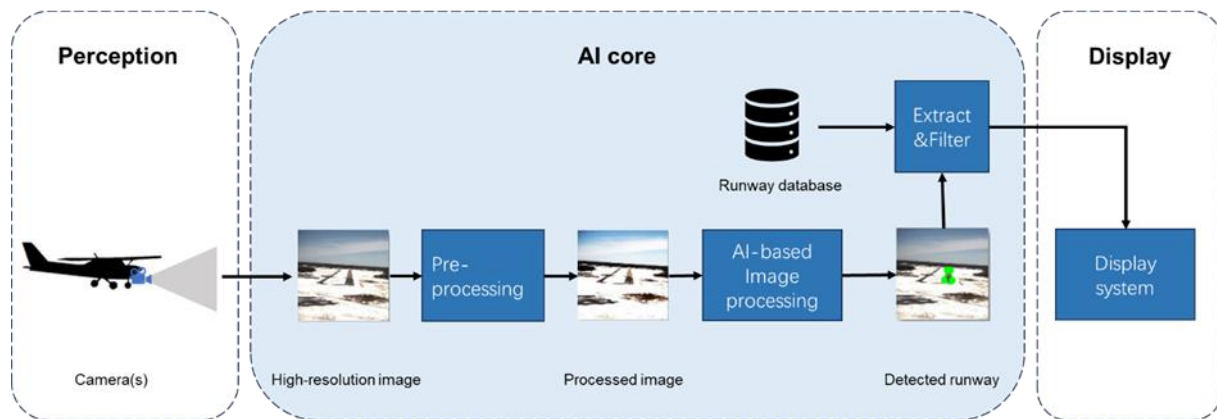 Perception
AI core
Display
Extract
&Filter
Runway database
Pre-
processing
AI-based
Image
processing
Display
system
Camera(s)
High-resolution image
Processed image
Detected runway